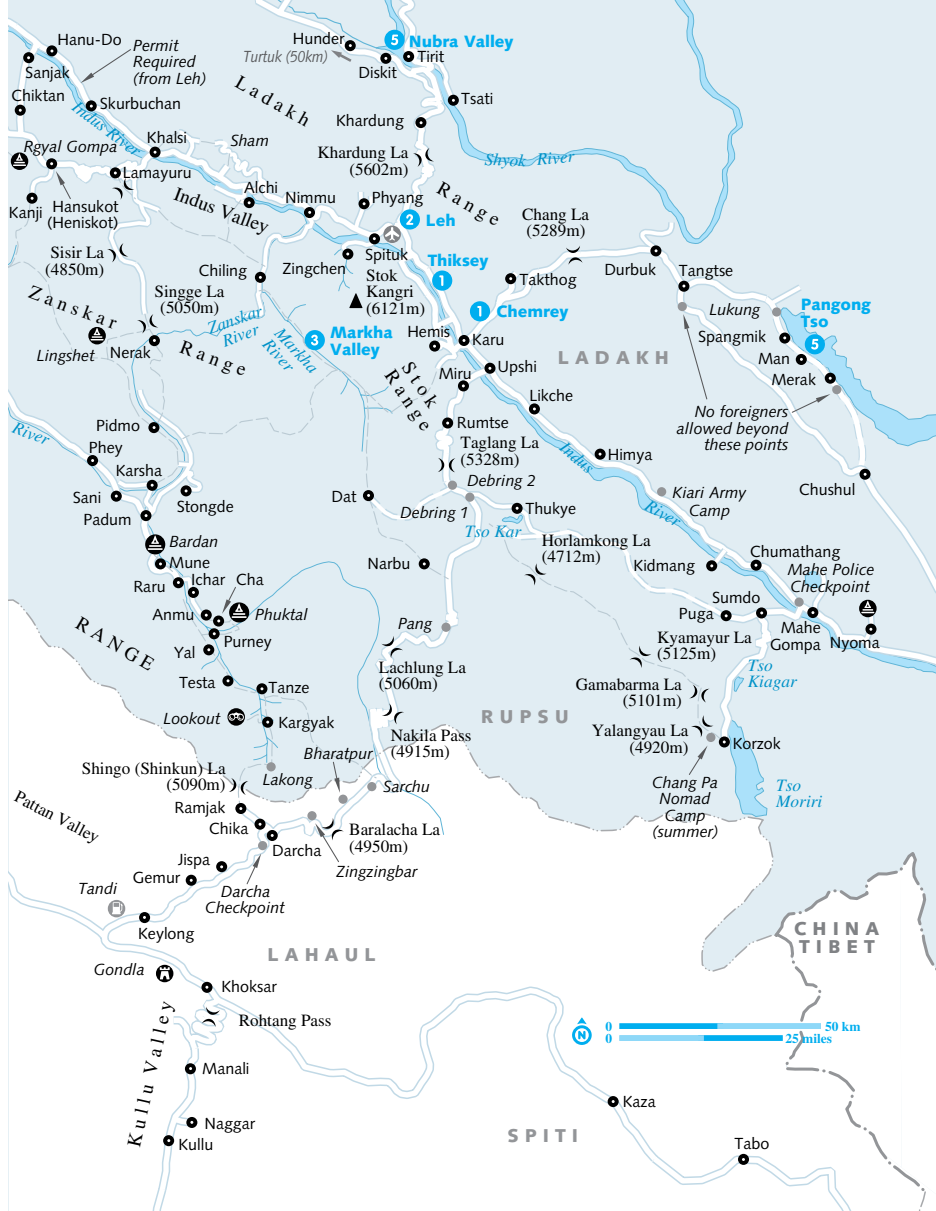 Hanu-Do
Sanjak
Permit
Required
(from Leh)
Chiktan
Skurbuchan
Indus River
Rgyal Gompa
Khalsi
Sham
Lamayuru
Kanji
Hansukot
(Heniskot)
Indus Valley
Alchi
Nimmu
Ladakh
Range
Hunder
Turtuk (50km)
5 Nubra Valley
Diskit
Tirit
Tsati
Khardung
Khardung La
(5602m)
Shyok River
Phyang
2 Leh
Spituk
Zingchen
Stok
Kangri
(6121m)
Thiksey
1
Chang La
(5289m)
Takthog
1 Chemrey
Durbuk
Tangtse
Lukung
Pangong
Tso
5
Spangmik
Man
Merak
No foreigners
allowed beyond
these points
Chushul
LADAKH
Sisir La
(4850m)
Singge La
(5050m)
Chiling
Zanskar
Range
Zanskar
River
Markha
River
3 Markha
Valley
Lingshet
Nerak
Hemis
Karu
Stok
Range
Miru
Upshi
Likche
Rumtse
Taglang La
(5328m)
Indus
River
Himya
Kiari Army
Camp
Debring 2
Debring 1
Thukye
Tso Kar
Dat
Narbu
Horlamkong La
(4712m)
Kidmang
Chumathang
Mahe Police
Checkpoint
Sumdo
Puga
Mahe
Gompa
Nyoma
Kyamayur La
(5125m)
Tso
Kiagar
Gamabarma La
(5101m)
Yalangyau La
(4920m)
Korzok
Chang Pa
Nomad
Camp
(summer)
Tso
Moriri
RUPSU
River
Pidmo
Phey
Karsha
Sani
Stongde
Padum
Bardan
Mune
Raru
Ichar
Cha
Anmu
Phuktal
Purney
Yal
RANGE
Testa
Tanze
Lookout
Kargyak
Lakong
Pang
Lachlung La
(5060m)
Nakila Pass
(4915m)
Bharatpur
Sarchu
Shingo (Shinkun) La
(5090m)
Ramjak
Chika
Darcha
Baralacha La
(4950m)
Zingzingbar
Pattan Valley
Jispa
Gemur
Darcha
Checkpoint
Tandi
Keylong
LAHAUL
Gondla
Khoksar
Rohtang Pass
Kullu Valley
Manali
Naggar
Kullu
CHINA
TIBET
N
0 50 km
0 25 miles
Kaza
SPITI
Tabo